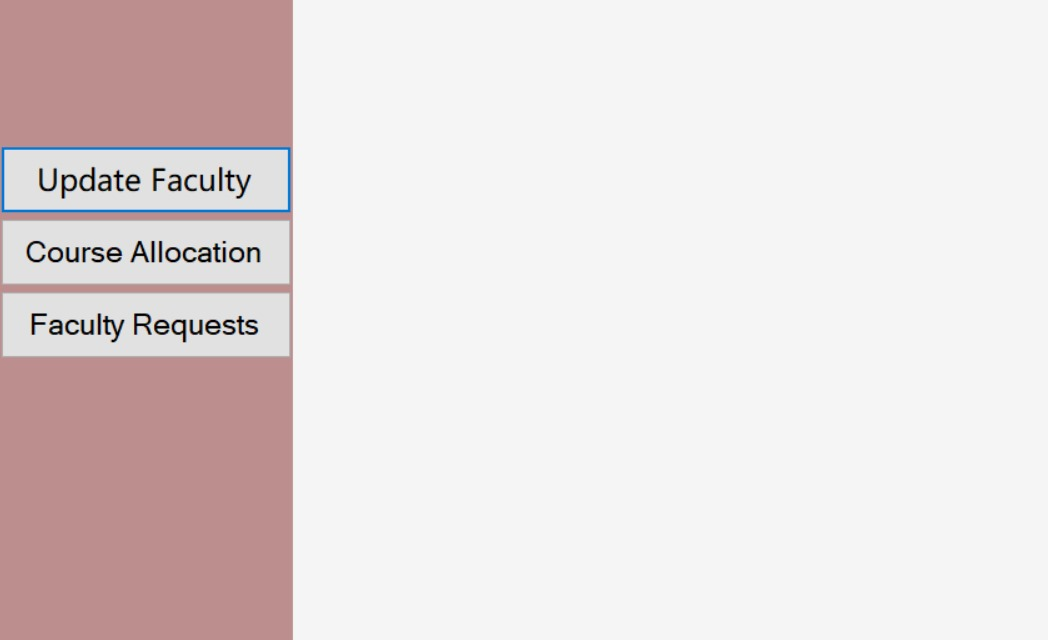 Update Faculty
Course Allocation
Faculty Requests